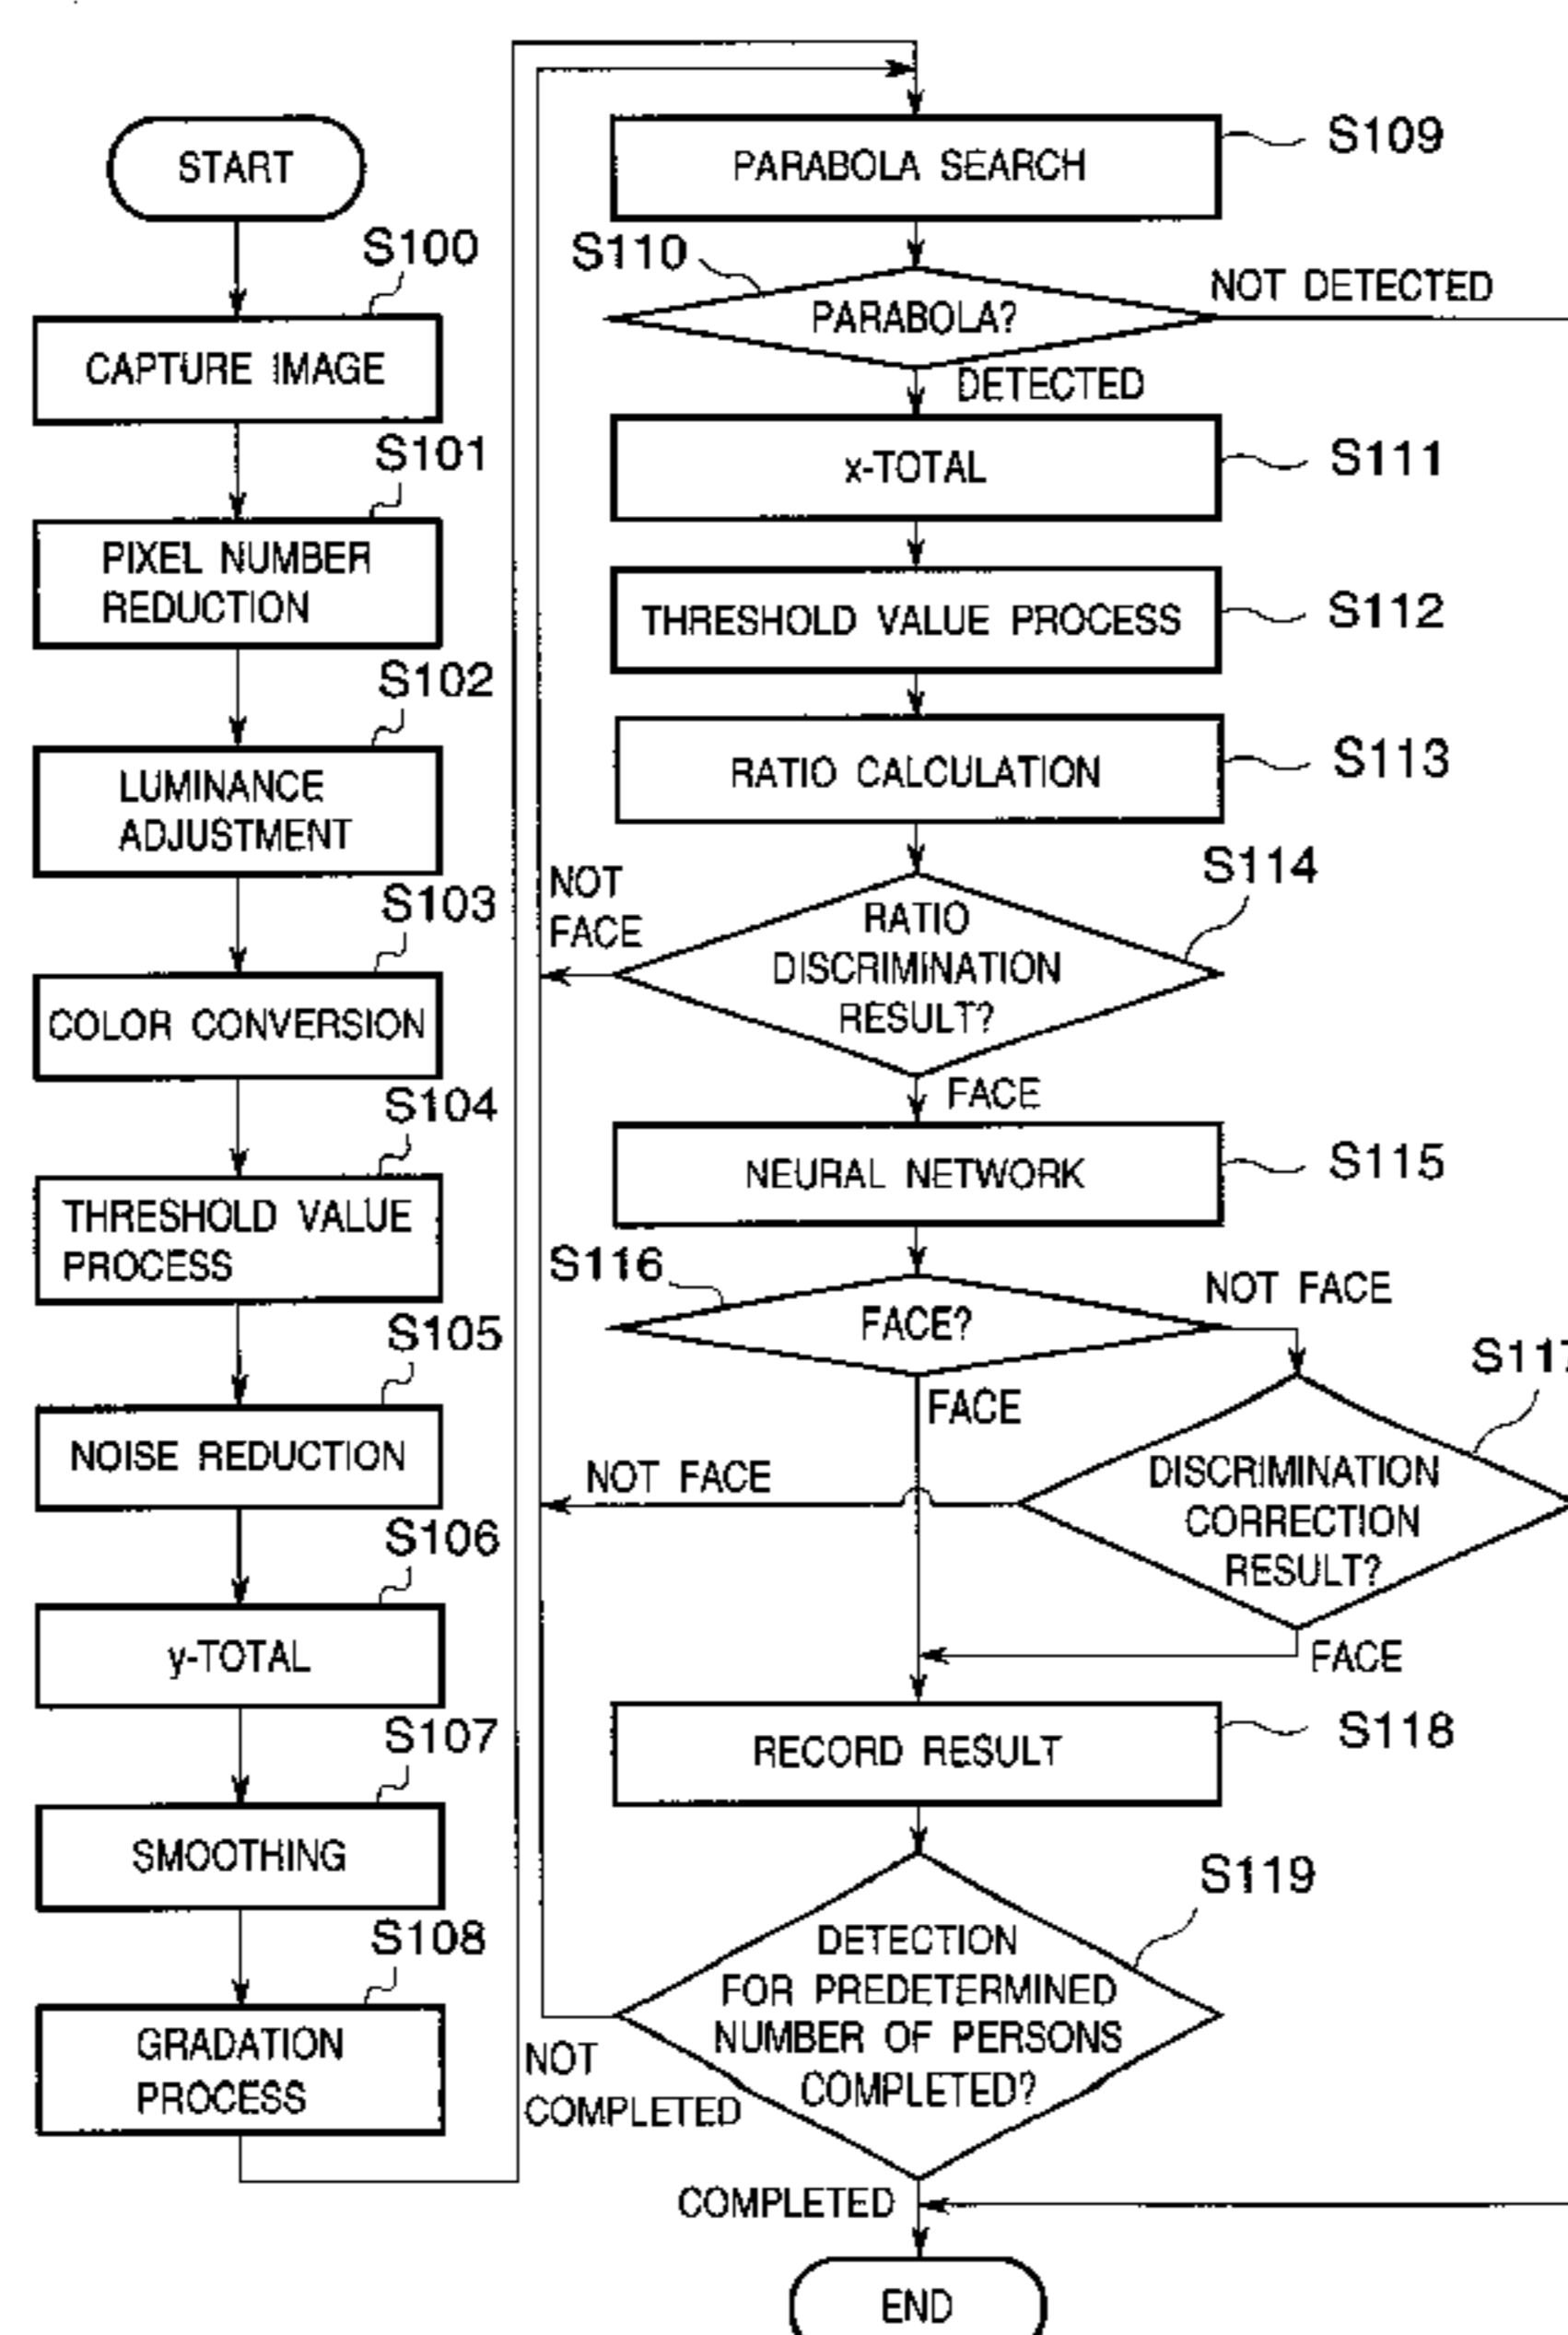 START
S100
CAPTURE IMAGE
S101
PIXEL NUMBER
REDUCTION
S102
LUMINANCE
ADJUSTMENT
S103
COLOR CONVERSION
S104
THRESHOLD VALUE
PROCESS
S105
NOISE REDUCTION
S106
y-TOTAL
S107
SMOOTHING
S108
GRADATION
PROCESS
PARABOLA SEARCH
S109
S110
PARABOLA?
NOT DETECTED
DETECTED
x-TOTAL
S111
THRESHOLD VALUE PROCESS
S112
RATIO CALCULATION
S113
S114
NOT
FACE
RATIO
DISCRIMINATION
RESULT?
FACE
NEURAL NETWORK
S115
S116
FACE?
NOT FACE
FACE
S117
NOT FACE
DISCRIMINATION
CORRECTION
RESULT?
FACE
RECORD RESULT
S118
S119
DETECTION
FOR PREDETERMINED
NUMBER OF PERSONS
COMPLETED?
NOT
COMPLETED
COMPLETED
END